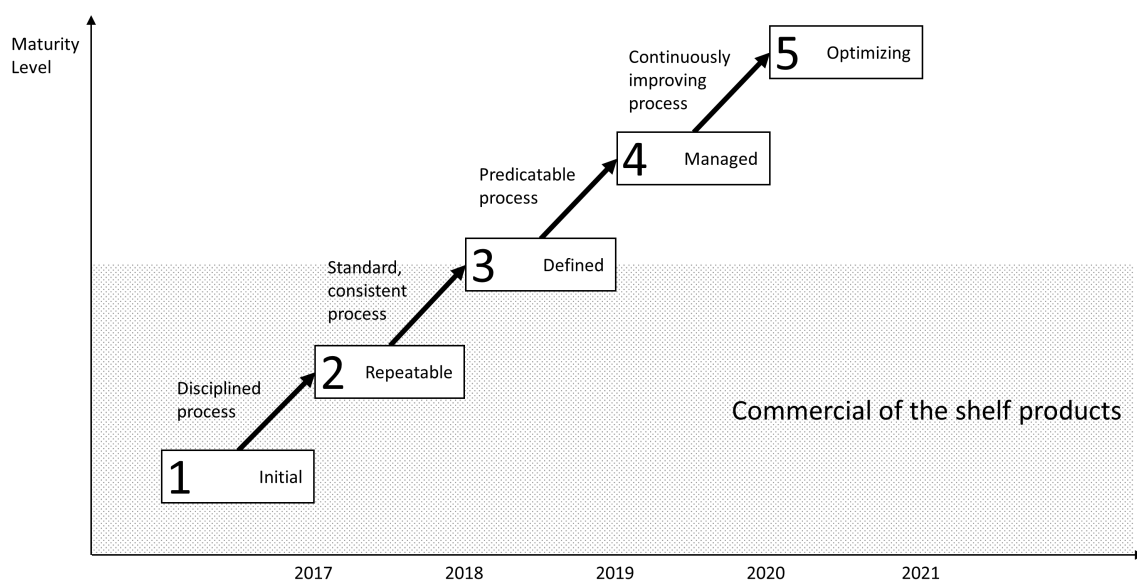 Maturity
Level
Continuously
improving
process
5 Optimizing
Predicatable
process
4 Managed
Standard,
consistent
process
3 Defined
Disciplined
process
2 Repeatable
Commercial of the shelf products
1 Initial
2017 2018 2019 2020 2021